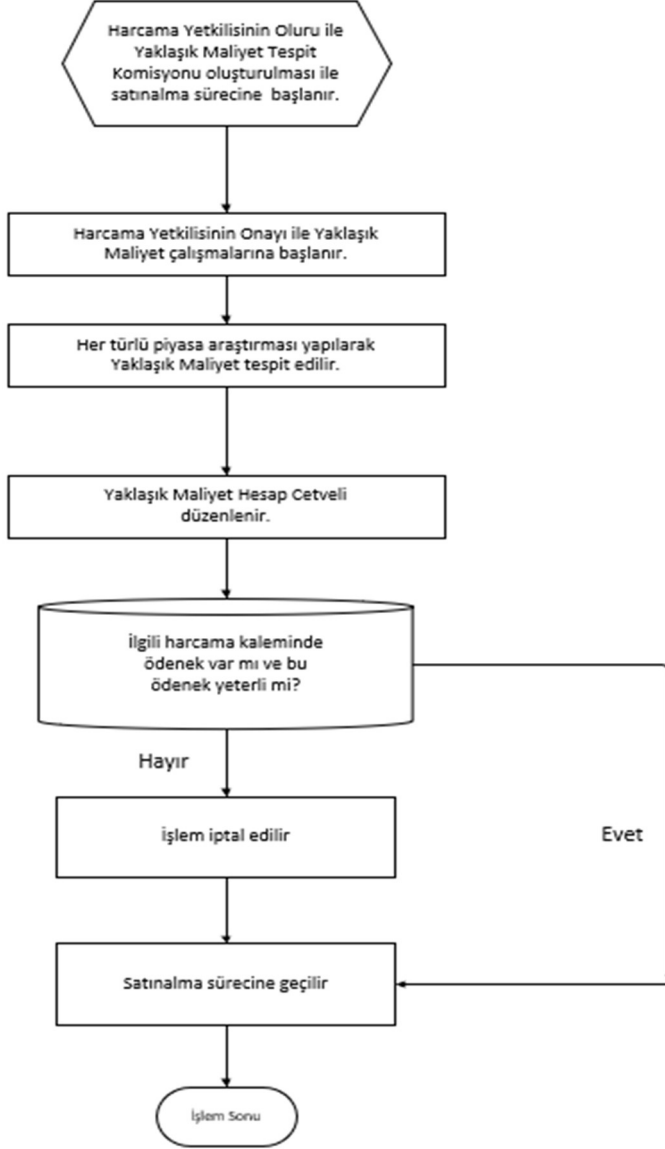 Harcama Yetkilisinin Oluru ile
Yaklaşık Maliyet Tespit
Komisyonu oluşturulması ile
satınalma sürecine başlanır.
Harcama Yetkilisinin Onayı ile Yaklaşık
Maliyet çalışmalarına başlanır.
Her türlü piyasa araştırması yapılarak
Yaklaşık Maliyet tespit edilir.
Yaklaşık Maliyet Hesap Cetveli
düzenlenir.
İlgili harcama kaleminde
ödenek var mı ve bu
ödenek yeterli mi?
Hayır
İşlem iptal edilir
Evet
Satınalma sürecine geçilir
İşlem Sonu